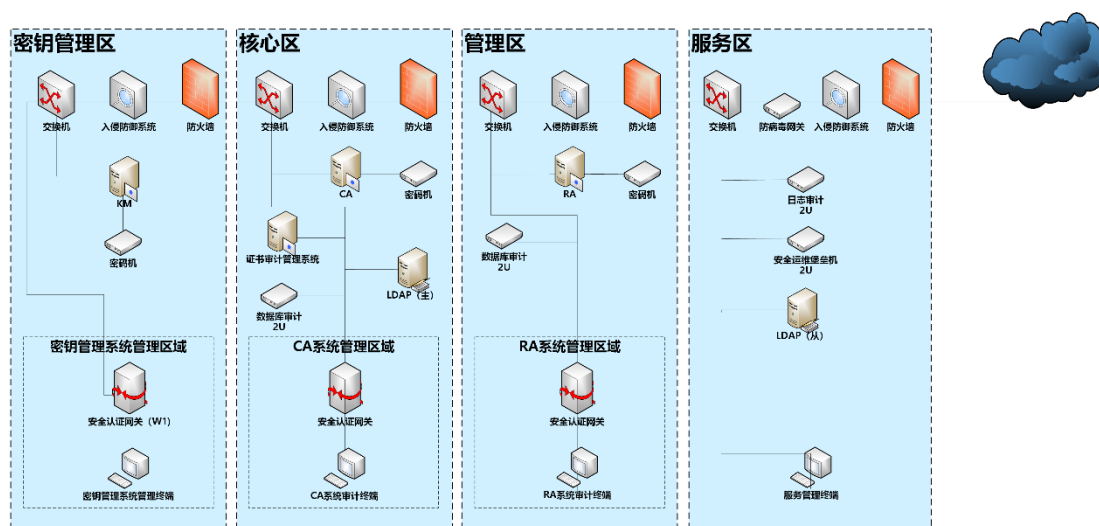 密钥管理区
交换机
入侵防御系统
防火墙
KM
密码机
密钥管理系统管理区域
安全认证网关（W1）
密钥管理系统管理终端
核心区
交换机
入侵防御系统
防火墙
CA
密码机
证书审计管理系统
LDAP（主）
数据库审计
2U
CA系统管理区域
安全认证网关
CA系统审计终端
管理区
交换机
入侵防御系统
防火墙
RA
密码机
数据库审计
2U
RA系统管理区域
安全认证网关
RA系统审计终端
服务区
交换机
防病毒网关
入侵防御系统
防火墙
日志审计
2U
安全运维堡垒机
2U
LDAP（从）
服务管理终端